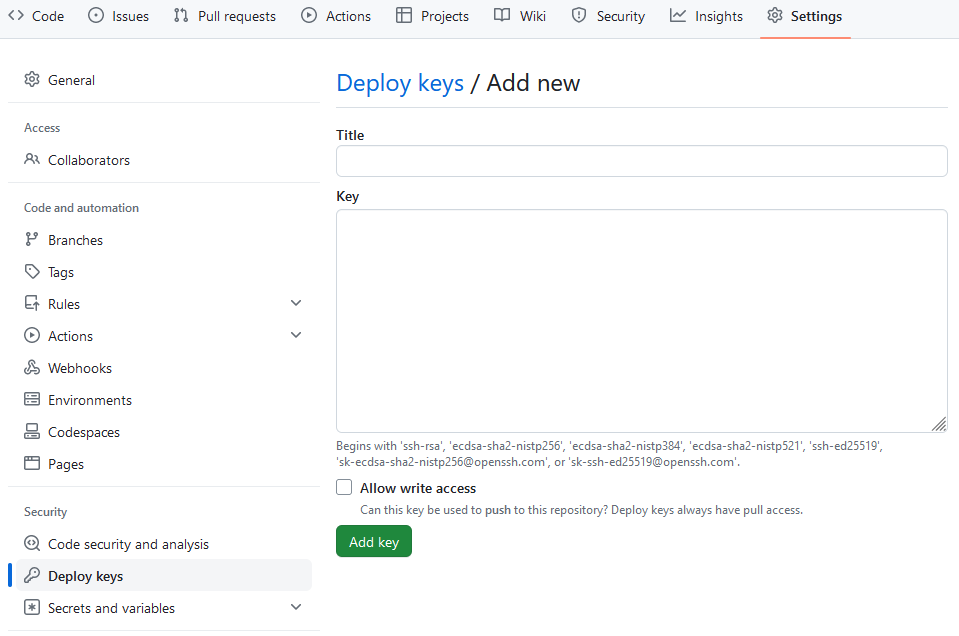 Code Issues Pull requests Actions Projects Wiki Security Insights Settings
General
Access
Collaborators
Code and automation
Branches
Tags
Rules
Actions
Webhooks
Environments
Codespaces
Pages
Security
Code security and analysis
Deploy keys
Secrets and variables
Deploy keys / Add new
Title
Key
Begins with 'ssh-rsa', 'ecdsa-sha2-nistp256', 'ecdsa-sha2-nistp384', 'ecdsa-sha2-nistp521', 'ssh-ed25519',
'sk-ecdsa-sha2-nistp256@openssh.com', or 'sk-ssh-ed25519@openssh.com'.
Allow write access
Can this key be used to push to this repository? Deploy keys always have pull access.
Add key